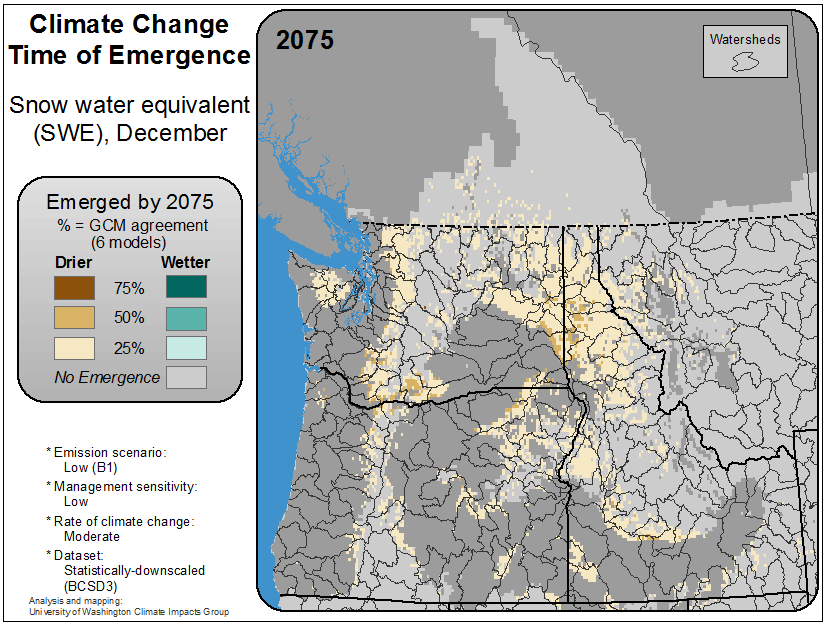 Climate Change
Time of Emergence
Snow water equivalent
(SWE), December
Emerged by 2075
% = GCM agreement
(6 models)
Drier
Wetter
75%
50%
25%
No Emergence
* Emission scenario:
Low (B1)
* Management sensitivity:
Low
* Rate of climate change:
Moderate
* Dataset:
Statistically-downscaled
(BCSD3)
Analysis and mapping:
University of Washington Climate Impacts Group
2075
Watersheds